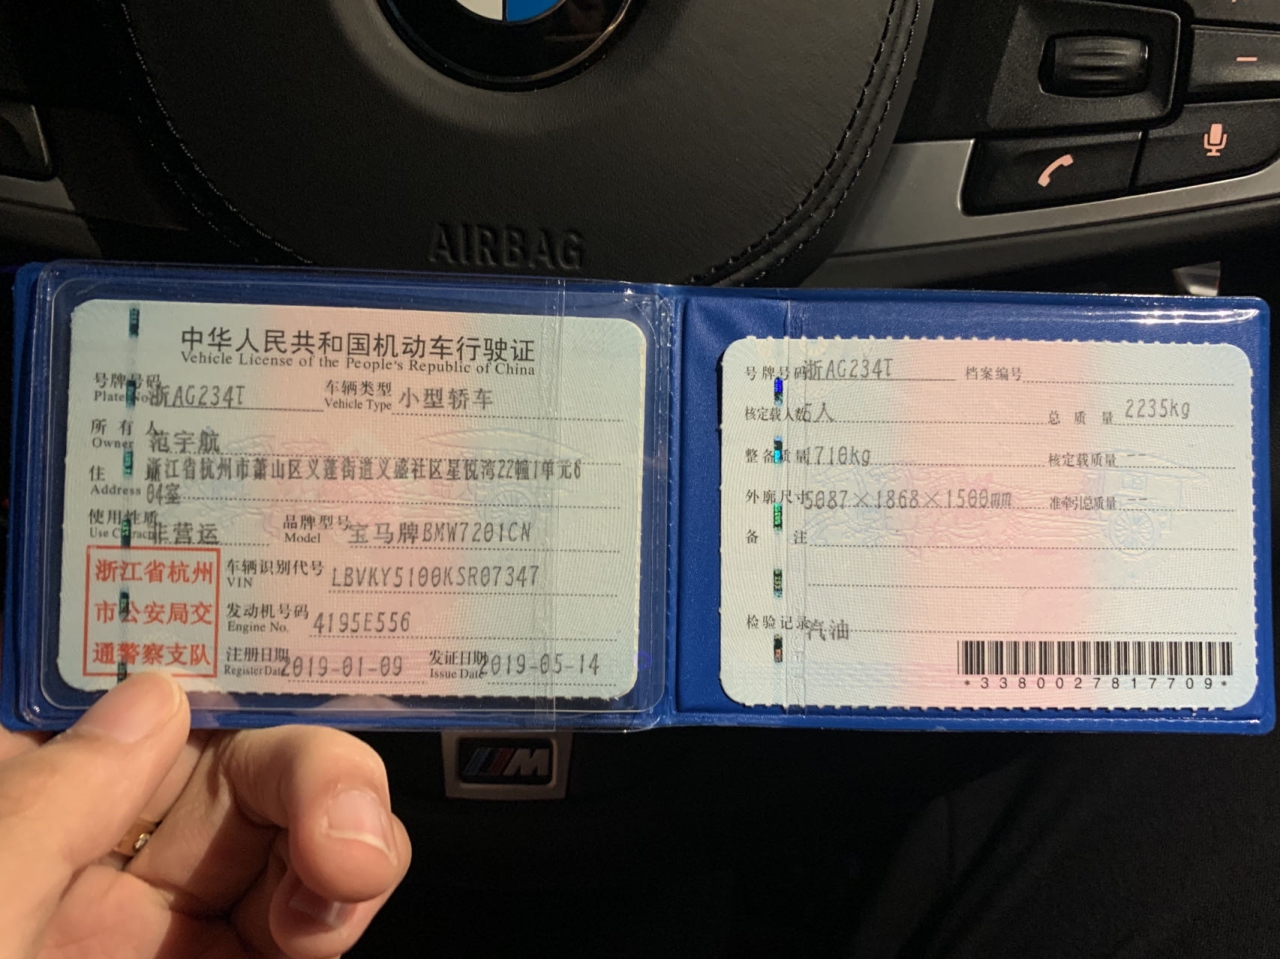 AIRBAG
中华人民共和国机动车行驶证
Vehicle License of the People's Republic of China
号牌号码 浙AG234T 车辆类型 小型轿车
Plate No. Vehicle Type
所有人 范宇航
Owner
住 浙江省杭州市萧山区义蓬街道义盛社区星悦湾22幢1单元6
Address 04室
使用性质 非营运 品牌型号 宝马牌BMW7201CN
Use Character Model
浙江省杭州
市公安局交
通警察支队
车辆识别代号 LBVKY5100KSR07347
VIN
发动机号码 4195E556
Engine No.
注册日期 2019-01-09 发证日期 2019-05-14
Register Date Issue Date
号牌号码 浙AG234T 档案编号
核定载人数 5人 总质量 2235kg
整备质量 1710kg 核定载质量 --
外廓尺寸 5087×1868×1500mm 准牵引总质量 --
备注
检验记录 汽油
*3380027817709*
M